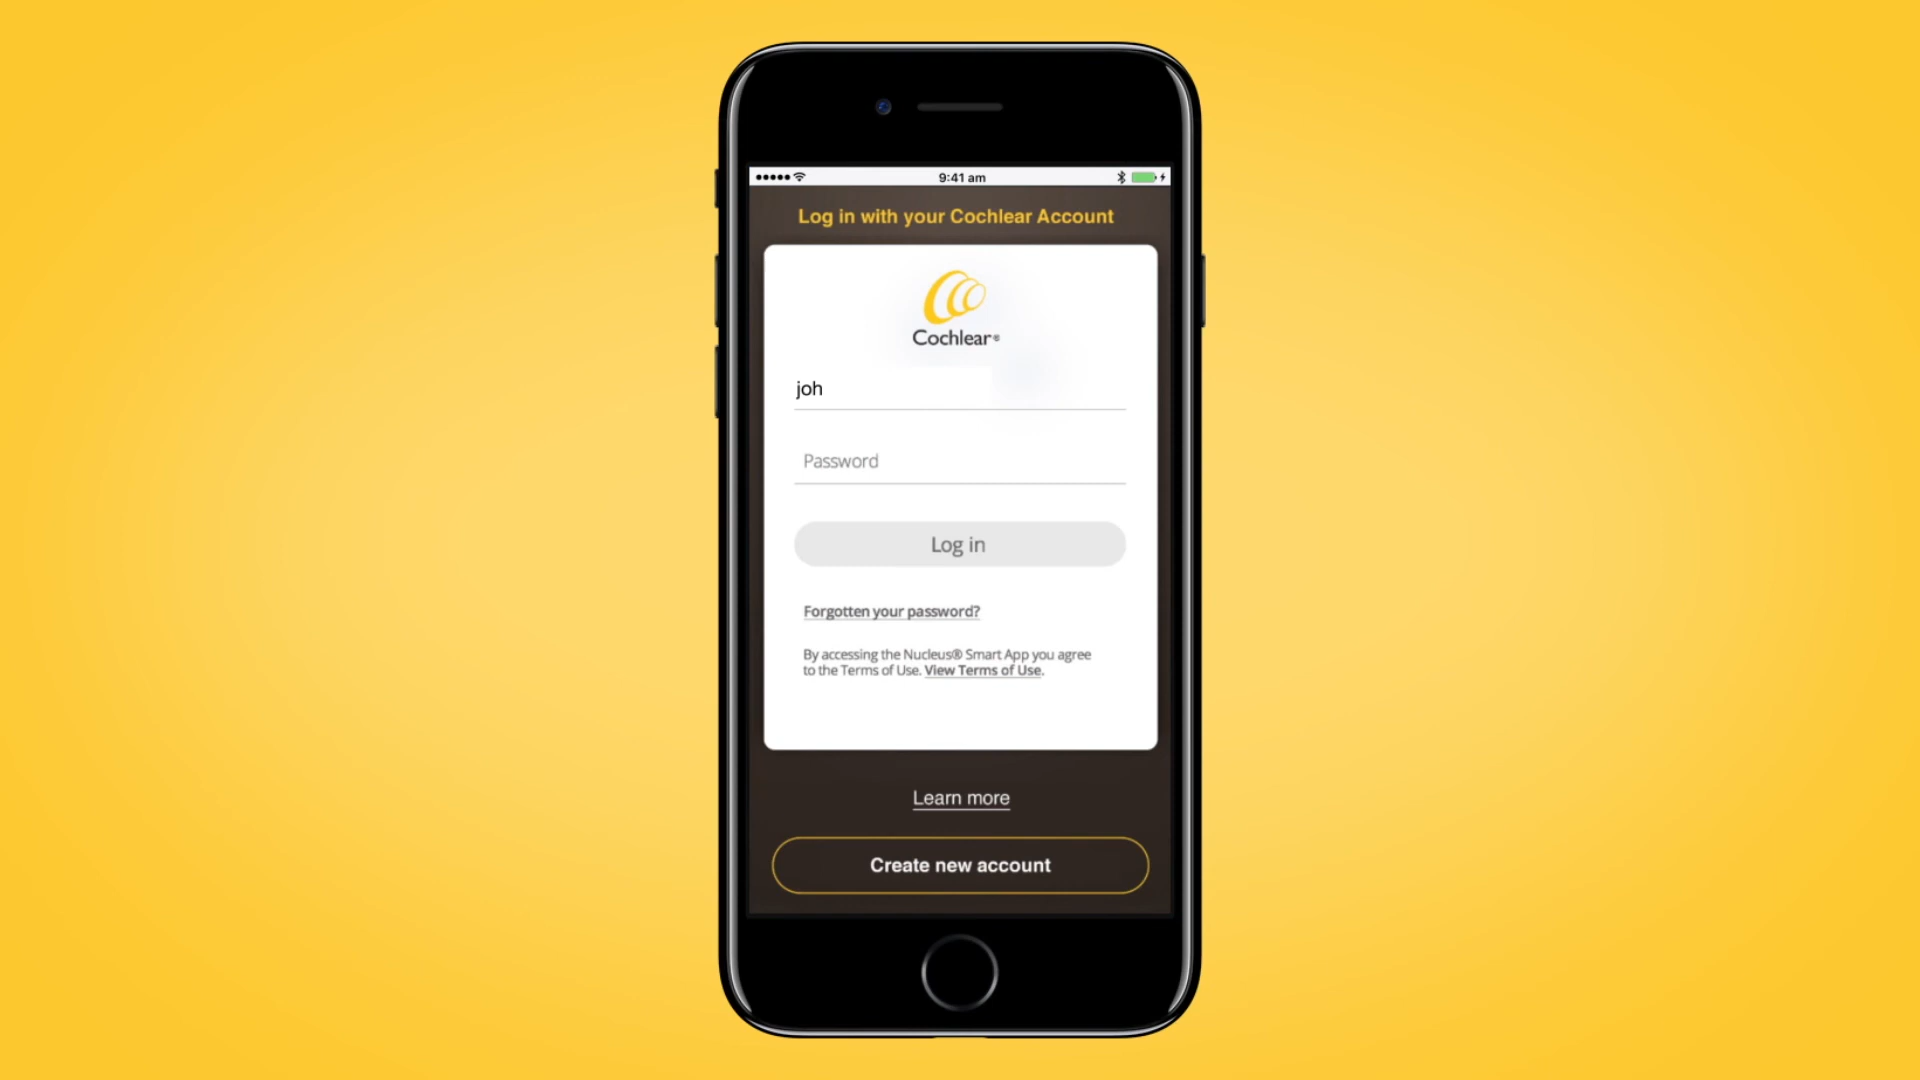 9:41 am
Log in with your Cochlear Account
Cochlear®
joh
Password
Log in
Forgotten your password?
By accessing the Nucleus® Smart App you agree
to the Terms of Use. View Terms of Use.
Learn more
Create new account